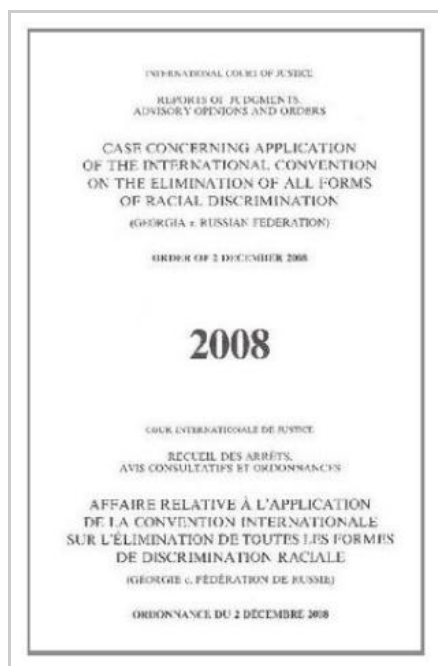 INTERNATIONAL COURT OF JUSTICE
REPORTS OF JUDGMENTS,
ADVISORY OPINIONS AND ORDERS
CASE CONCERNING APPLICATION
OF THE INTERNATIONAL CONVENTION
ON THE ELIMINATION OF ALL FORMS
OF RACIAL DISCRIMINATION
(GEORGIA v. RUSSIAN FEDERATION)
ORDER OF 2 DECEMBER 2008
2008
COUR INTERNATIONALE DE JUSTICE
RECUEIL DES ARRÊTS,
AVIS CONSULTATIFS ET ORDONNANCES
AFFAIRE RELATIVE À L'APPLICATION
DE LA CONVENTION INTERNATIONALE
SUR L'ÉLIMINATION DE TOUTES LES FORMES
DE DISCRIMINATION RACIALE
(GÉORGIE c. FÉDÉRATION DE RUSSIE)
ORDONNANCE DU 2 DÉCEMBRE 2008